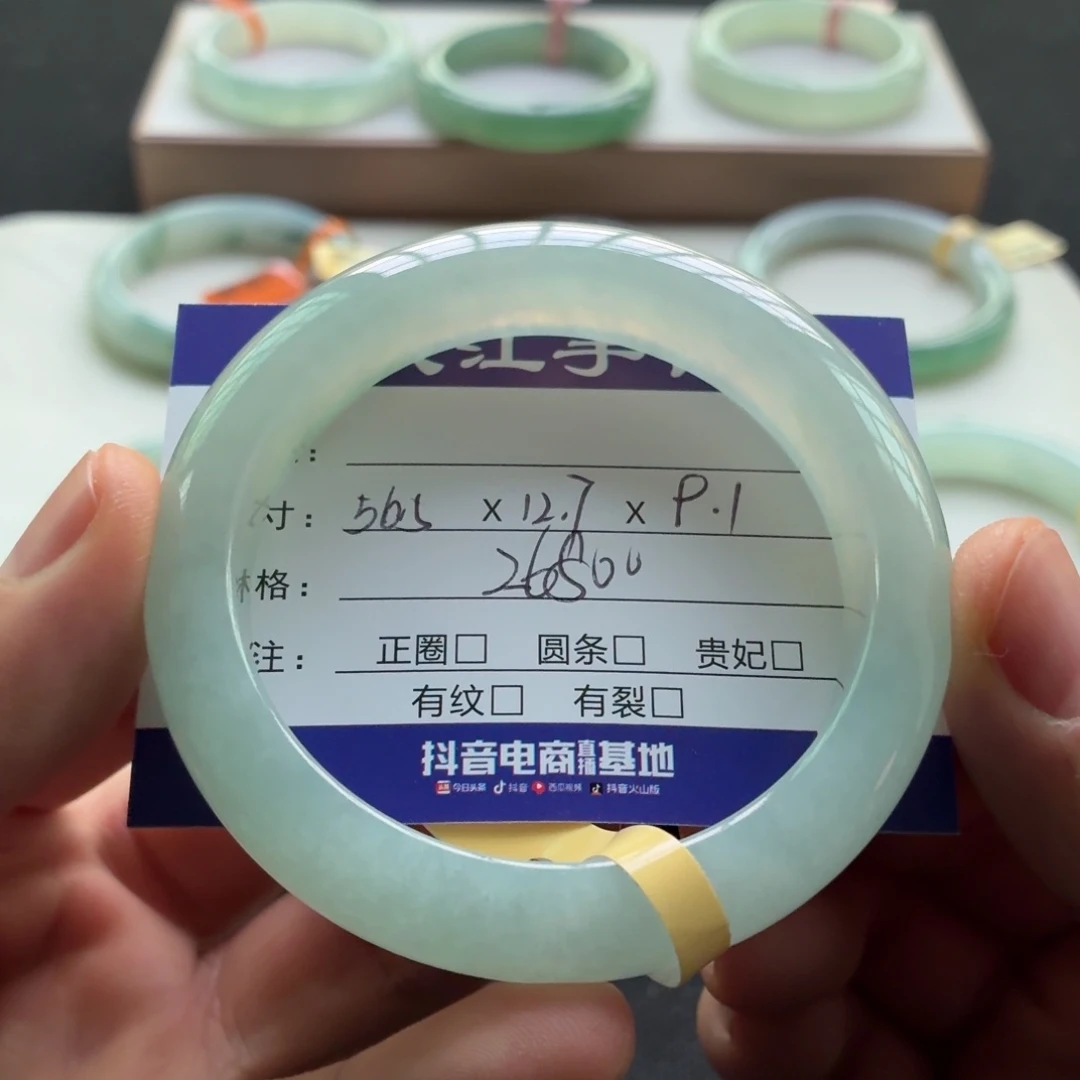 江手
寸： 56.5 x 12.7 x 9.1
格： 26800
注： 正圈□ 圆条□ 贵妃□
有纹□ 有裂□
抖音电商直播基地
今日头条 抖音 西瓜视频 抖音火山版